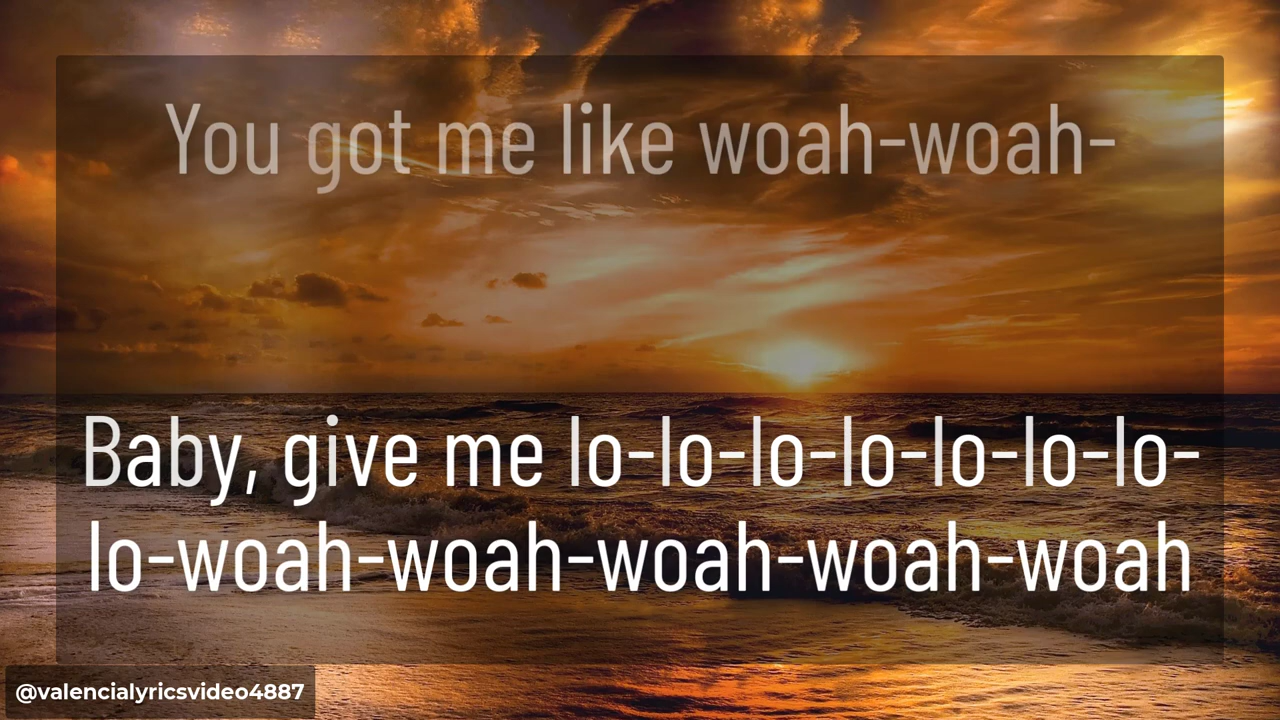 You got me like woah-woah-
Baby, give me lo-lo-lo-lo-lo-lo-lo-
lo-woah-woah-woah-woah-woah
@valencialyricsvideo4887